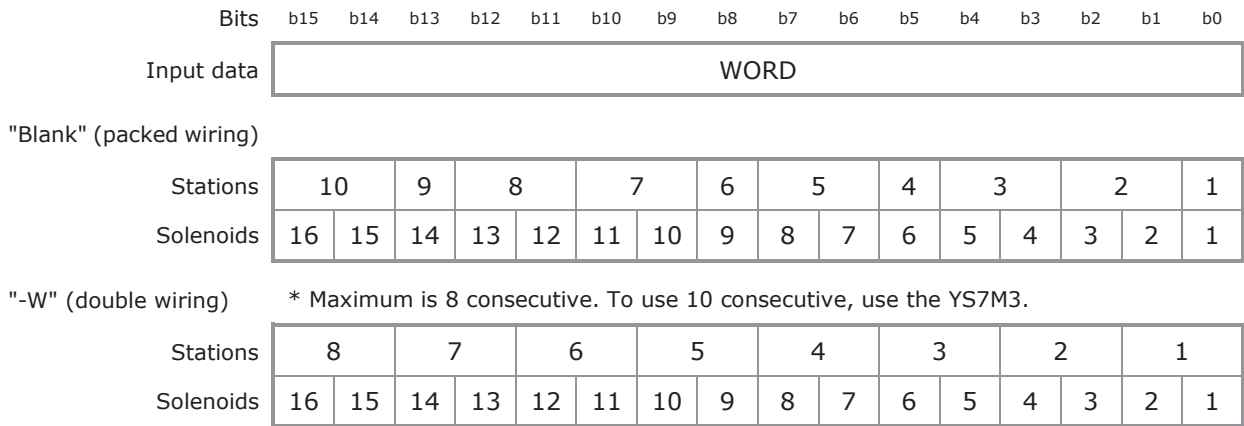 Bits b15 b14 b13 b12 b11 b10 b9 b8 b7 b6 b5 b4 b3 b2 b1 b0
Input data WORD
"Blank" (packed wiring)
Stations 10 9 8 7 6 5 4 3 2 1
Solenoids 16 15 14 13 12 11 10 9 8 7 6 5 4 3 2 1
"-W" (double wiring) * Maximum is 8 consecutive. To use 10 consecutive, use the YS7M3.
Stations 8 7 6 5 4 3 2 1
Solenoids 16 15 14 13 12 11 10 9 8 7 6 5 4 3 2 1